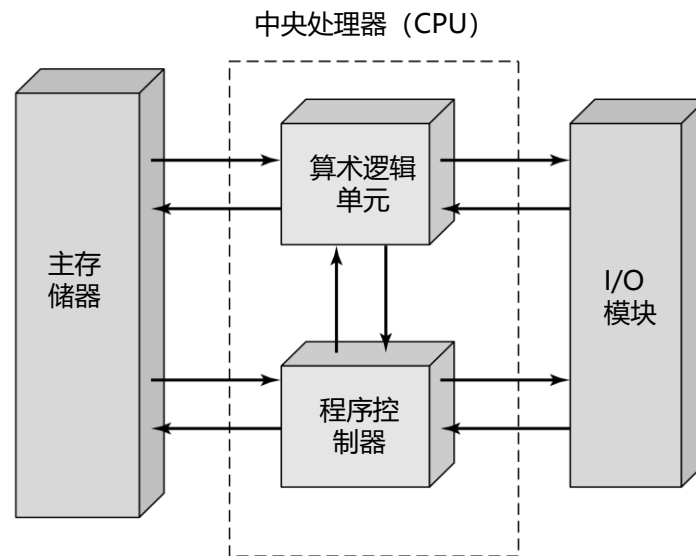 中央处理器（CPU）
算术逻辑
单元
主存
储器
I/O
模块
程序控
制器